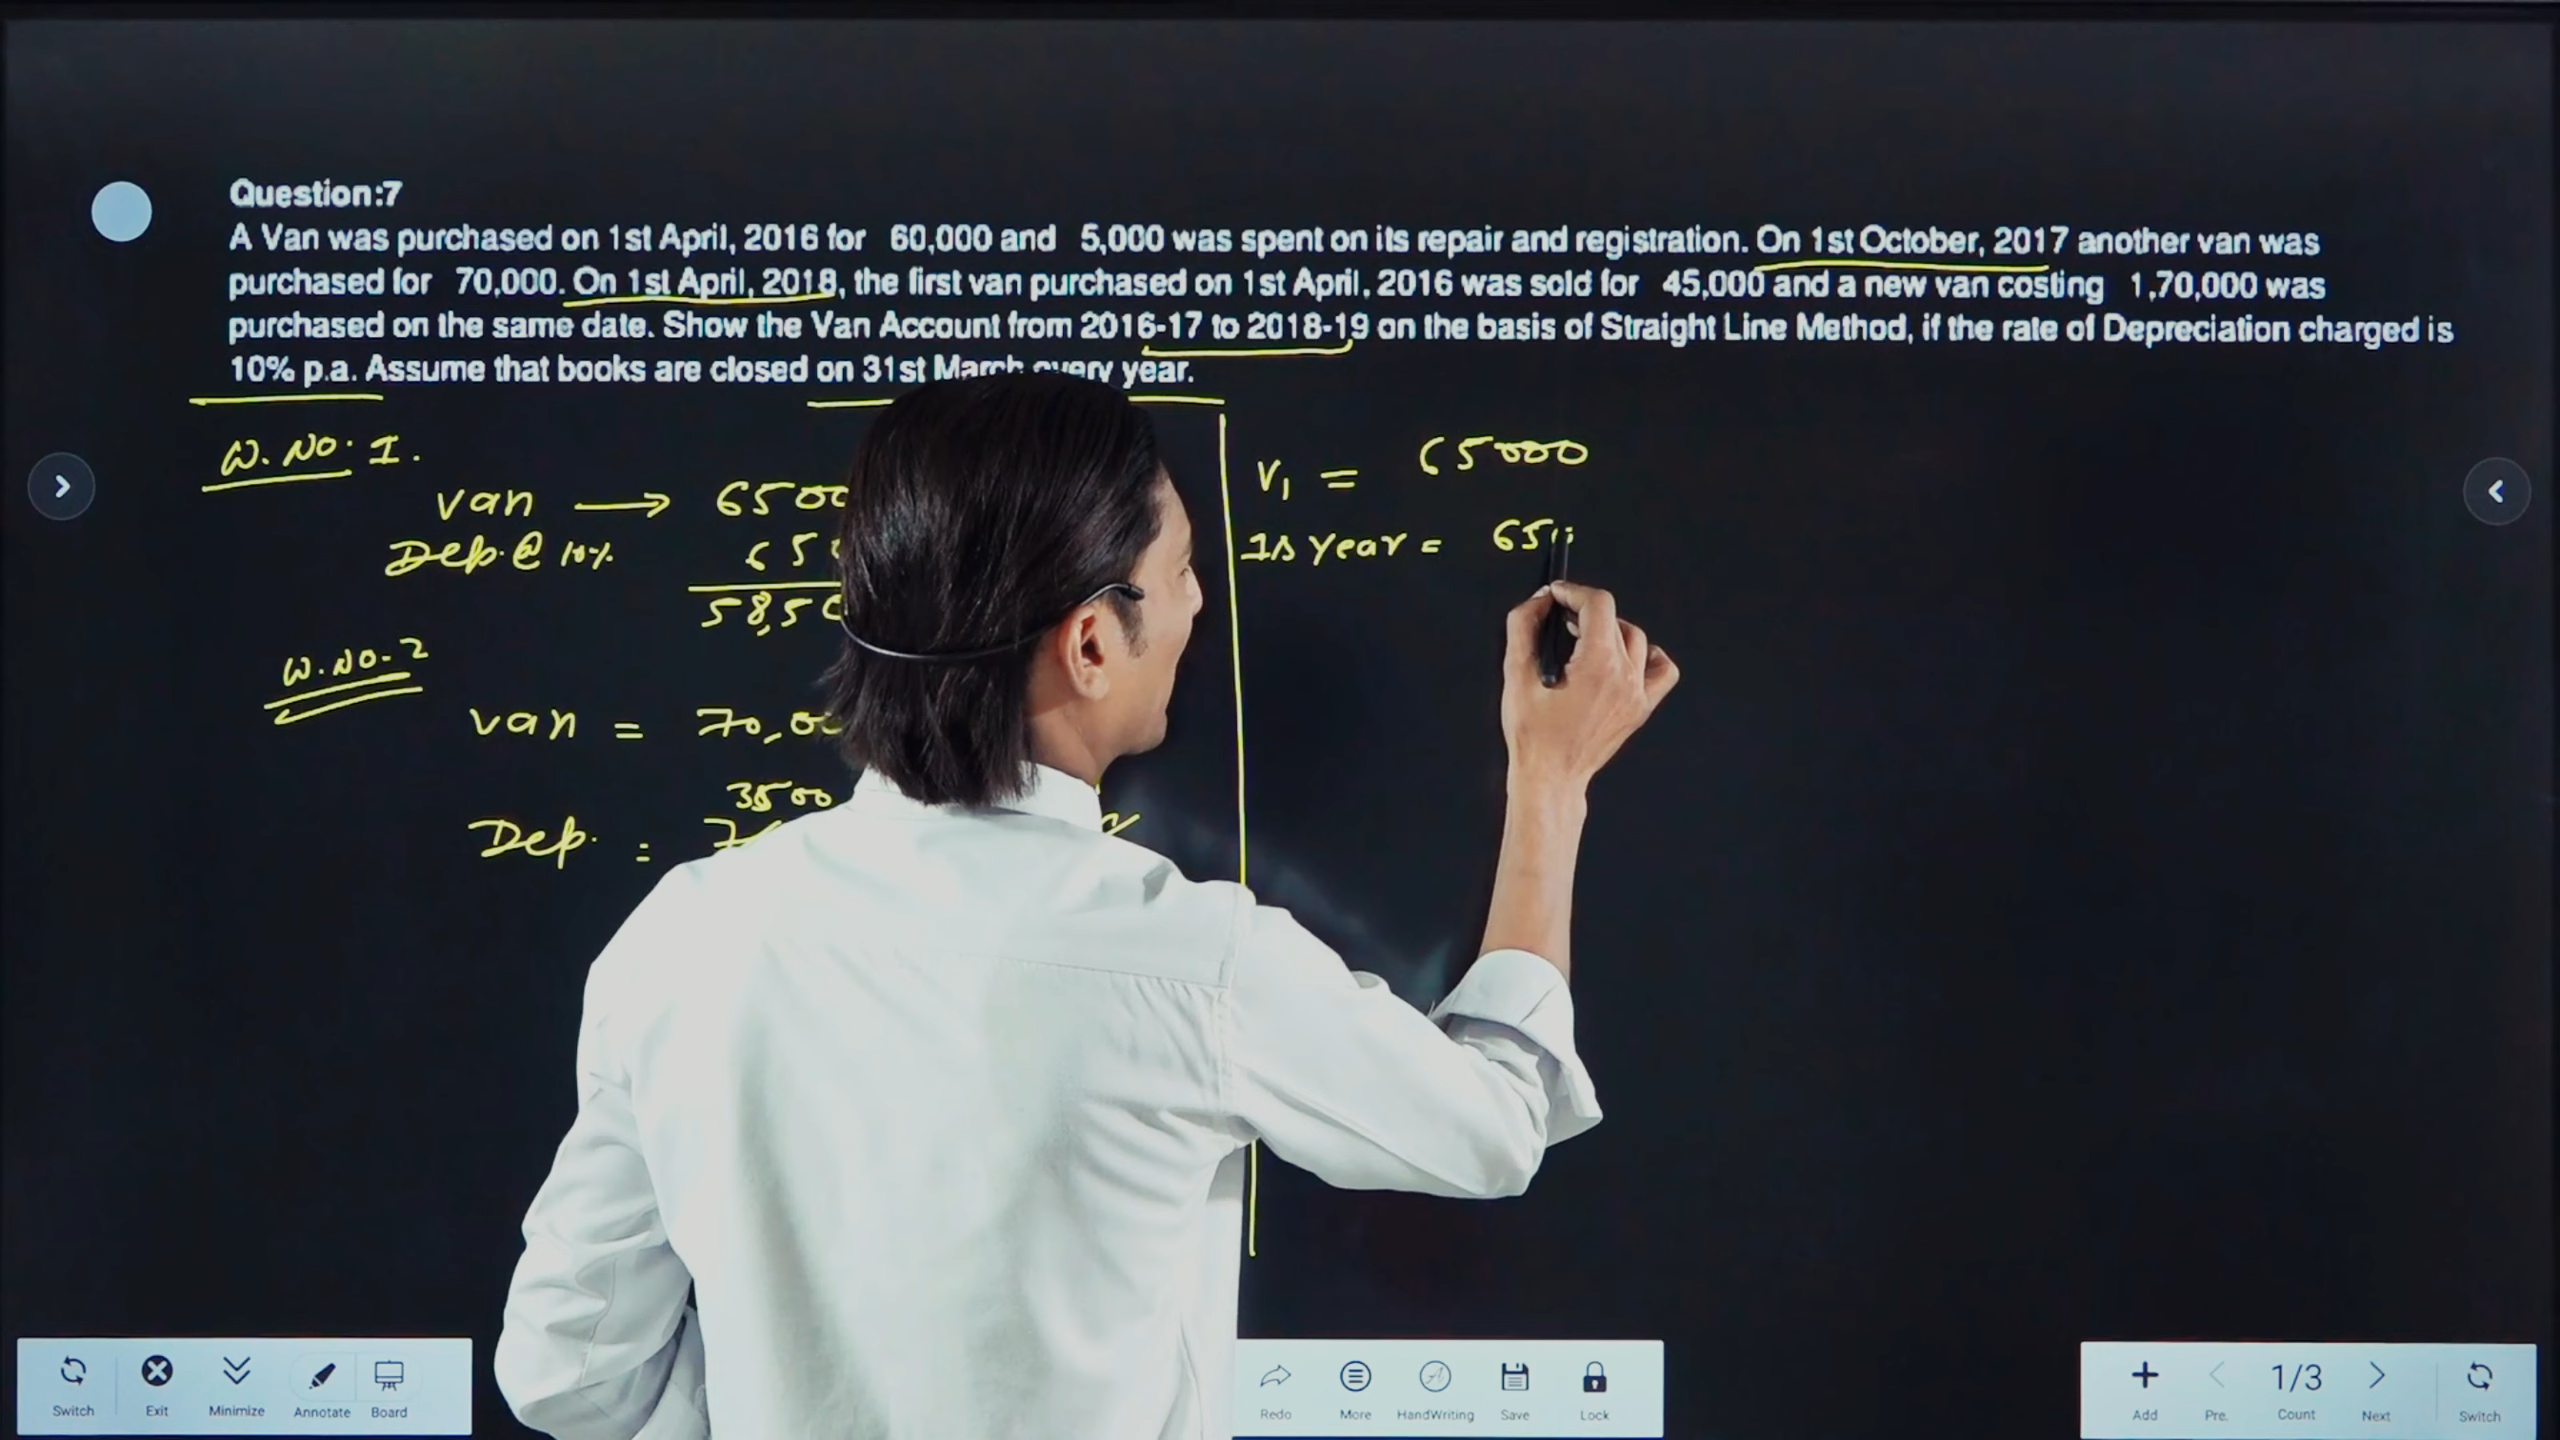 Question:7
A Van was purchased on 1st April, 2016 for 60,000 and 5,000 was spent on its repair and registration. On 1st October, 2017 another van was
purchased for 70,000. On 1st April, 2018, the first van purchased on 1st April, 2016 was sold for 45,000 and a new van costing 1,70,000 was
purchased on the same date. Show the Van Account from 2016-17 to 2018-19 on the basis of Straight Line Method, if the rate of Depreciation charged is
10% p.a. Assume that books are closed on 31st March every year.
W. NO. I.
van → 6500
Dep. @ 10% 65
58,5
W. NO. 2
van = 70,0
3500
Dep. = 7
V1 = 65000
1s year = 65
Switch Exit Minimize Annotate Board
Redo More HandWriting Save Lock
Add Pre. 1/3 Count Next Switch